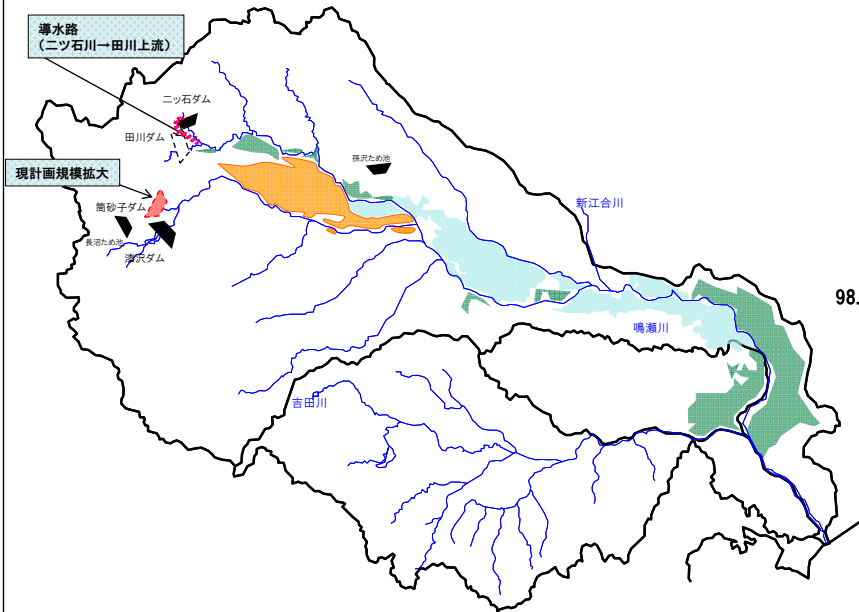 導水路
(二ツ石川→田川上流)
二ッ石ダム
田川ダム
孫沢ため池
現計画規模拡大
筒砂子ダム
新江合川
長沼ため池
漆沢ダム
98.
鳴瀬川
吉田川